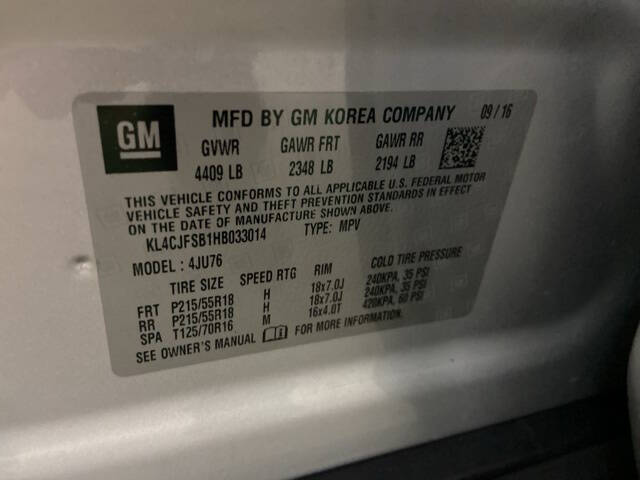 GM
MFD BY GM KOREA COMPANY 09/16
GVWR GAWR FRT GAWR RR
4409 LB 2348 LB 2194 LB
THIS VEHICLE CONFORMS TO ALL APPLICABLE U.S. FEDERAL MOTOR
VEHICLE SAFETY AND THEFT PREVENTION STANDARDS IN EFFECT
ON THE DATE OF MANUFACTURE SHOWN ABOVE.
KL4CJFSB1HB033014 TYPE: MPV
MODEL: 4JU76
TIRE SIZE SPEED RTG RIM COLD TIRE PRESSURE
FRT P215/55R18 H 18x7.0J 240KPA, 35 PSI
RR P215/55R18 H 18x7.0J 240KPA, 35 PSI
SPA T125/70R16 M 16x4.0T 420KPA, 60 PSI
SEE OWNER'S MANUAL FOR MORE INFORMATION.